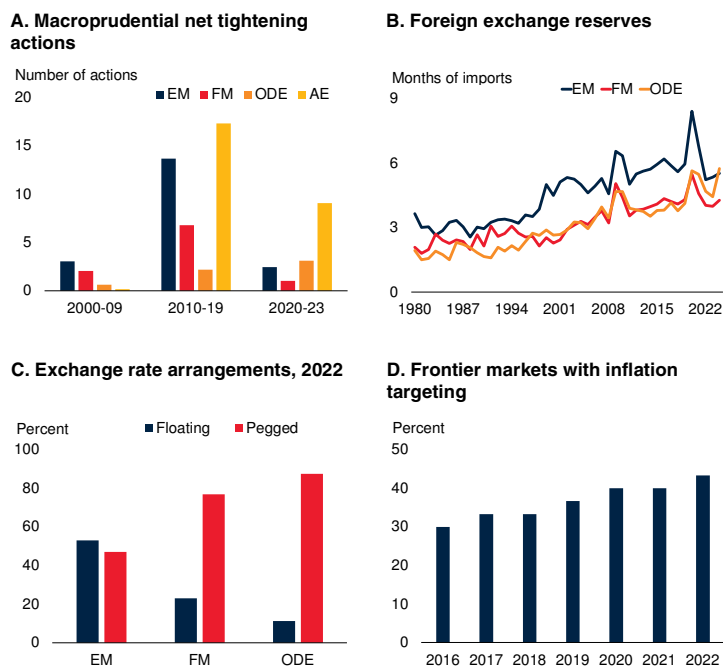 A. Macroprudential net tightening
actions
Number of actions
EM FM ODE AE
20
15
10
5
0
2000-09 2010-19 2020-23
B. Foreign exchange reserves
Months of imports
EM FM ODE
9
6
3
0
1980 1987 1994 2001 2008 2015 2022
C. Exchange rate arrangements, 2022
Percent
Floating Pegged
100
80
60
40
20
0
EM FM ODE
D. Frontier markets with inflation
targeting
Percent
50
40
30
20
10
0
2016 2017 2018 2019 2020 2021 2022